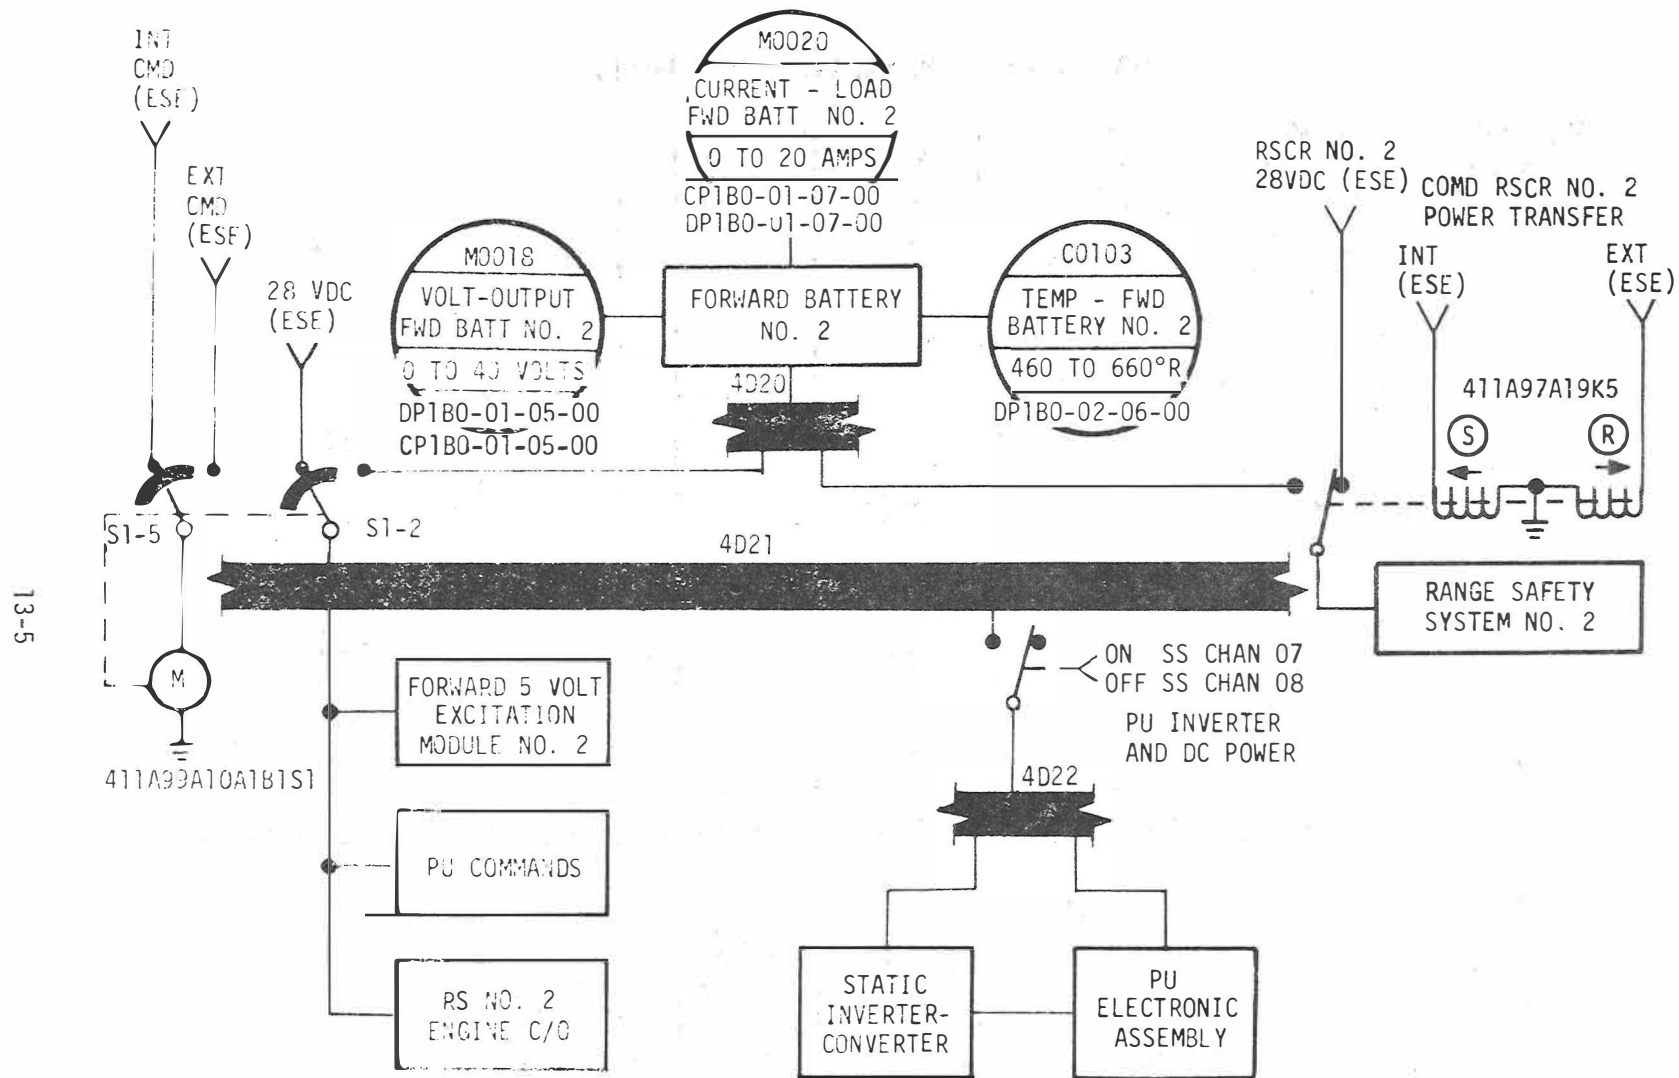 INT
CMD
(ESE)
EXT
CMD
(ESE)
28 VDC
(ESE)
M0020
CURRENT - LOAD
FWD BATT NO. 2
0 TO 20 AMPS
CP1B0-01-07-00
DP1B0-01-07-00
M0018
VOLT-OUTPUT
FWD BATT NO. 2
0 TO 40 VOLTS
DP1B0-01-05-00
CP1B0-01-05-00
FORWARD BATTERY
NO. 2
C0103
TEMP - FWD
BATTERY NO. 2
460 TO 660°R
DP1B0-02-06-00
RSCR NO. 2
28VDC (ESE)
COMD RSCR NO. 2
POWER TRANSFER
INT
(ESE)
EXT
(ESE)
411A97A19K5
S
R
4D20
S1-5
S1-2
4D21
RANGE SAFETY
SYSTEM NO. 2
M
411A99A10A1B1S1
FORWARD 5 VOLT
EXCITATION
MODULE NO. 2
PU COMMANDS
RS NO. 2
ENGINE C/O
ON SS CHAN 07
OFF SS CHAN 08
PU INVERTER
AND DC POWER
4D22
STATIC
INVERTER-
CONVERTER
PU
ELECTRONIC
ASSEMBLY
13-5